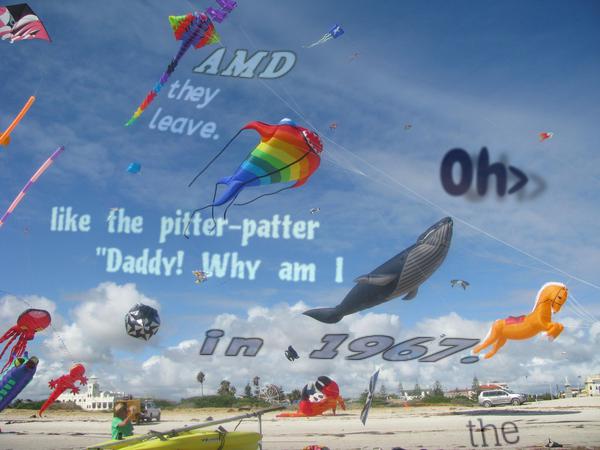 AMD
they
leave.
Oh>
like the pitter-patter
"Daddy! Why am I
in 1967.
the